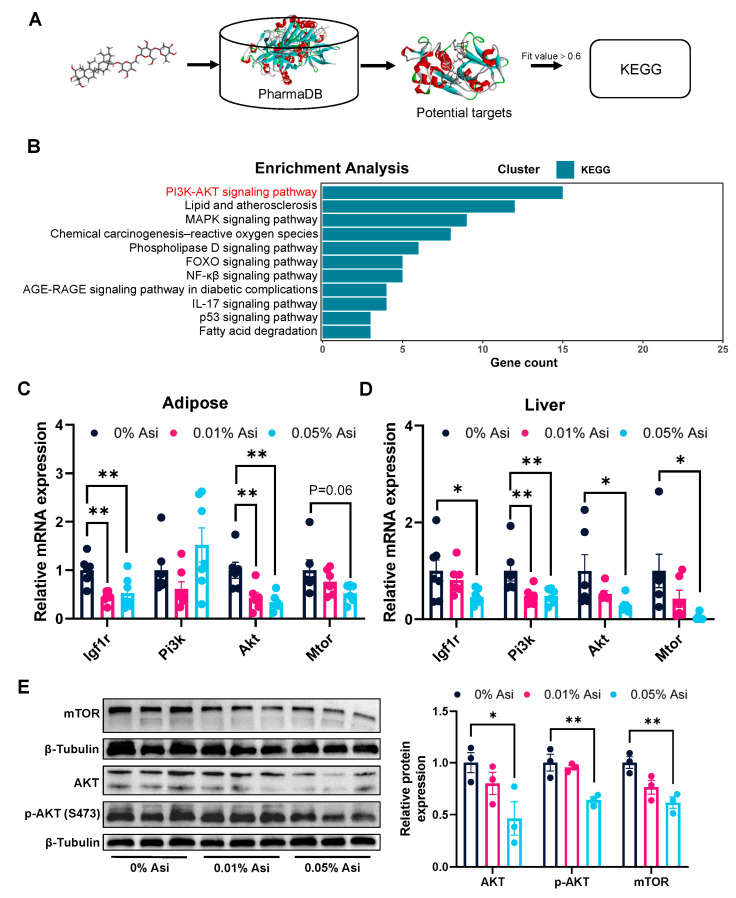 A
PharmaDB
Potential targets
Fit value > 0.6
KEGG
B
Enrichment Analysis
Cluster
KEGG
PI3K-AKT signaling pathway
Lipid and atherosclerosis
MAPK signaling pathway
Chemical carcinogenesis–reactive oxygen species
Phospholipase D signaling pathway
FOXO signaling pathway
NF-κβ signaling pathway
AGE-RAGE signaling pathway in diabetic complications
IL-17 signaling pathway
p53 signaling pathway
Fatty acid degradation
0 5 10 15 20 25
Gene count
C
Adipose
0% Asi 0.01% Asi 0.05% Asi
Relative mRNA expression
4
2
1
0
** ** ** ** P=0.06
Igf1r Pi3k Akt Mtor
D
Liver
0% Asi 0.01% Asi 0.05% Asi
Relative mRNA expression
4
2
0
* ** ** * *
Igf1r Pi3k Akt Mtor
E
mTOR
β-Tubulin
AKT
p-AKT (S473)
β-Tubulin
0% Asi 0.01% Asi 0.05% Asi
0% Asi 0.01% Asi 0.05% Asi
Relative protein
expression
1.5
1.0
0.5
0.0
* ** **
AKT p-AKT mTOR